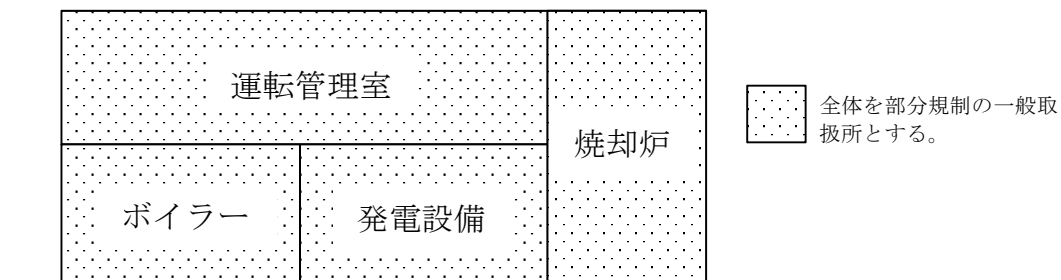 運転管理室
焼却炉
ボイラー
発電設備
全体を部分規制の一般取
扱所とする。